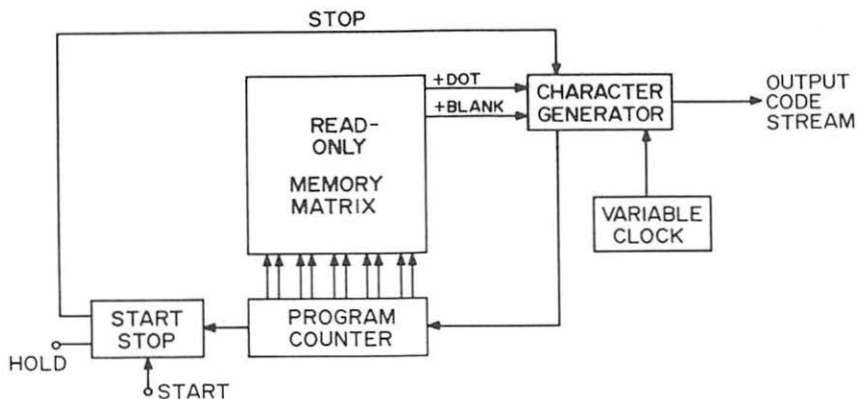 STOP
+DOT
+BLANK
READ-
ONLY
MEMORY
MATRIX
CHARACTER
GENERATOR
OUTPUT
CODE
STREAM
VARIABLE
CLOCK
START
STOP
PROGRAM
COUNTER
HOLD
START